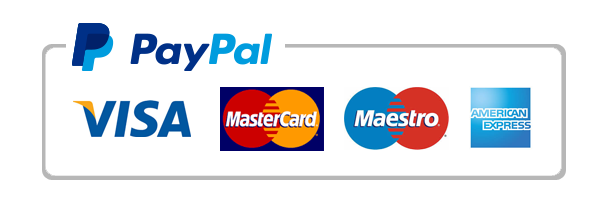 PayPal
VISA
MasterCard
Maestro
AMERICAN
EXPRESS